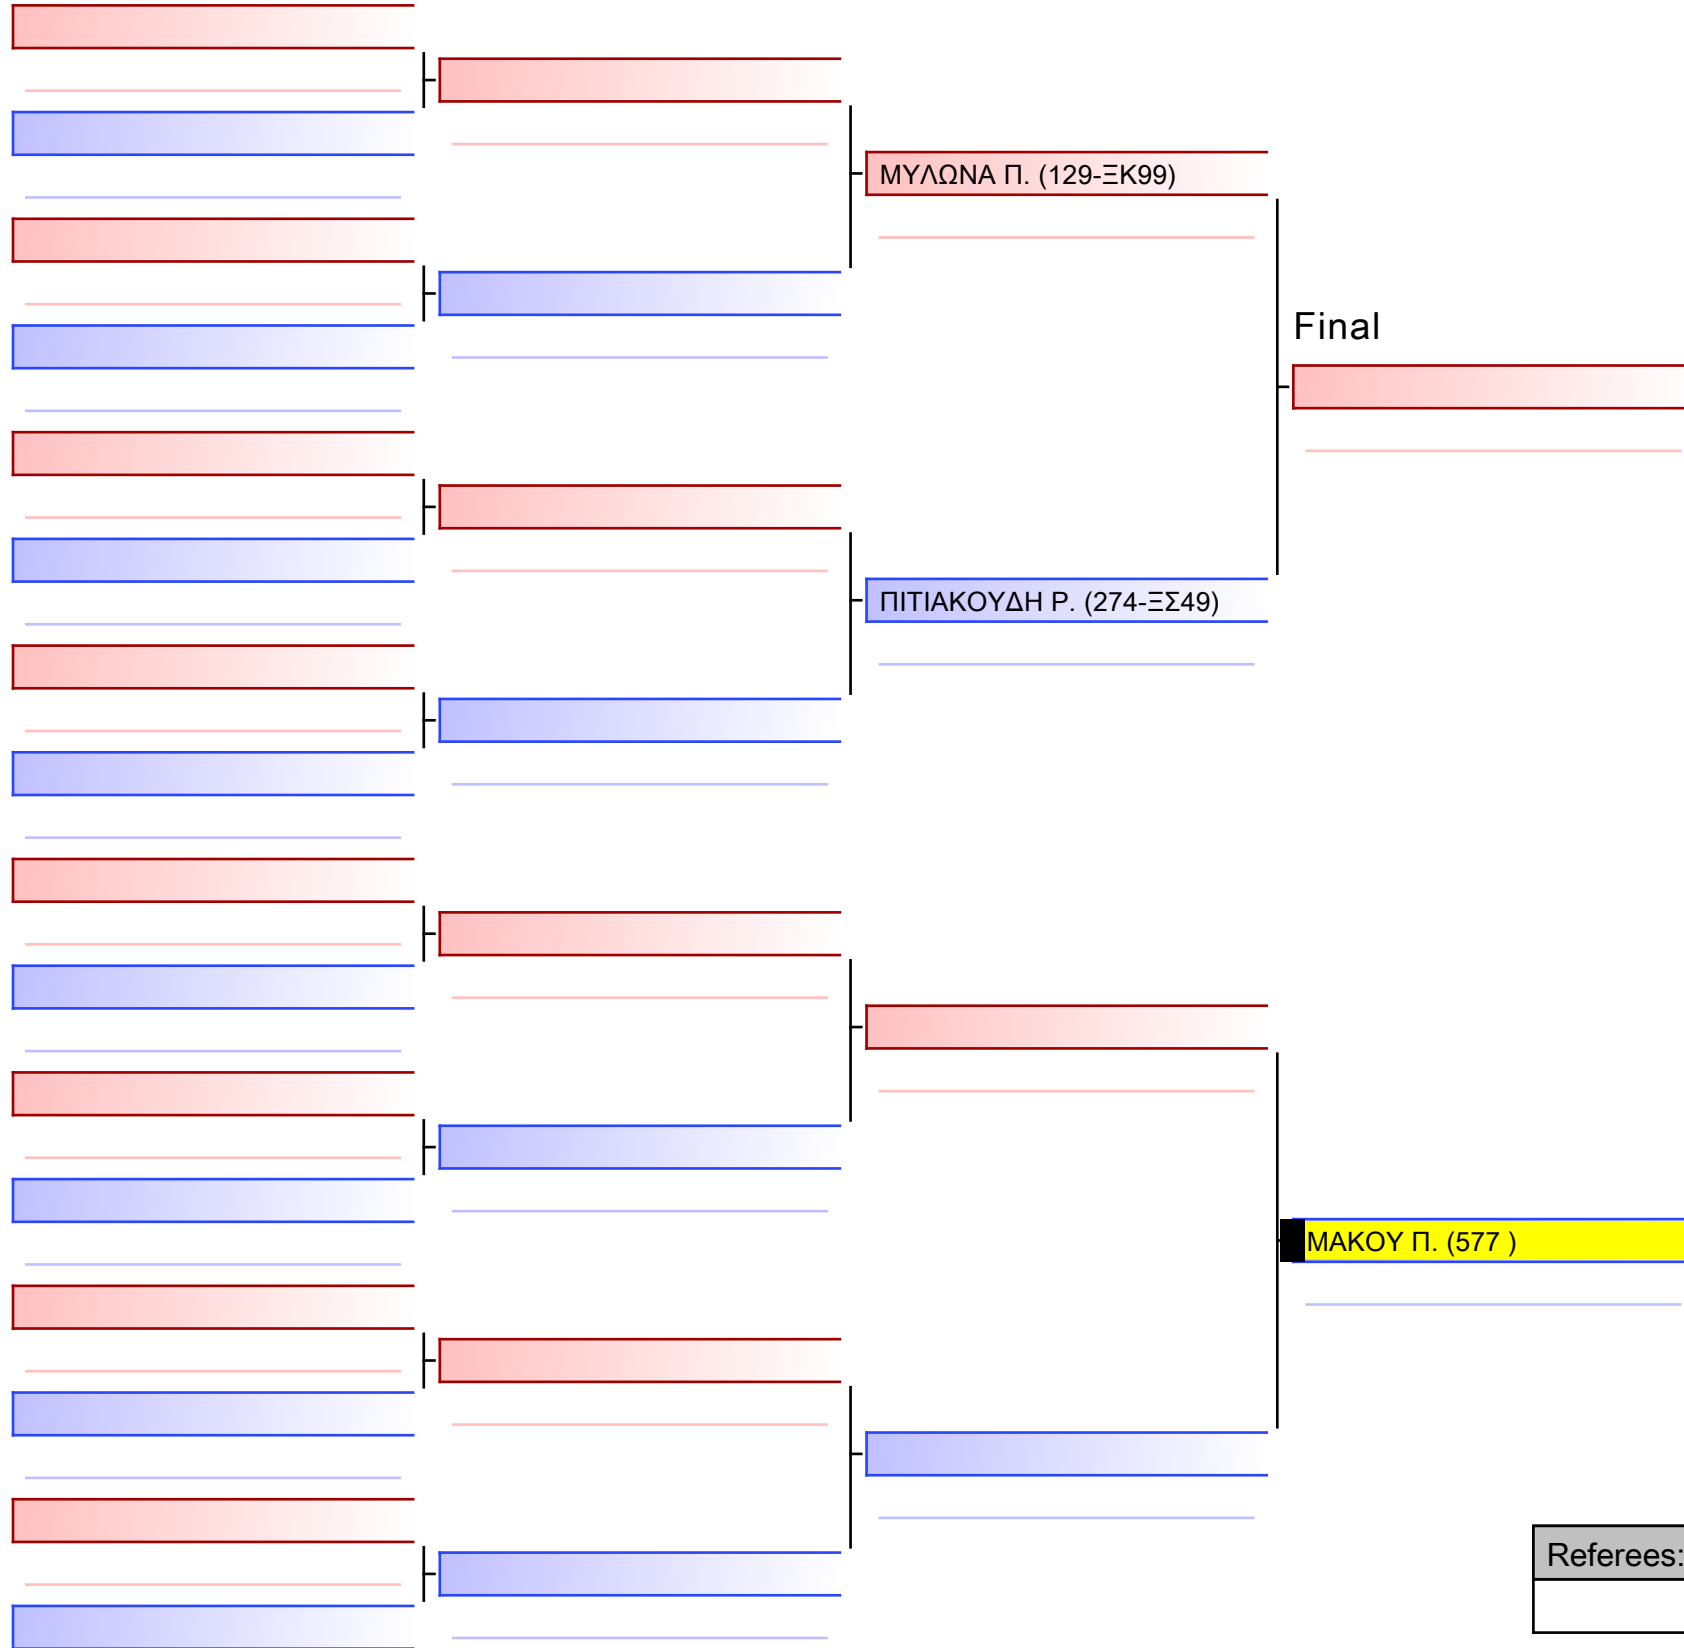 ΜΥΛΩΝΑ Π. (129-ΞΚ99)
Final
ΠΙΤΙΑΚΟΥΔΗ Ρ. (274-ΞΣ49)
ΜΑΚΟΥ Π. (577 )
Referees: